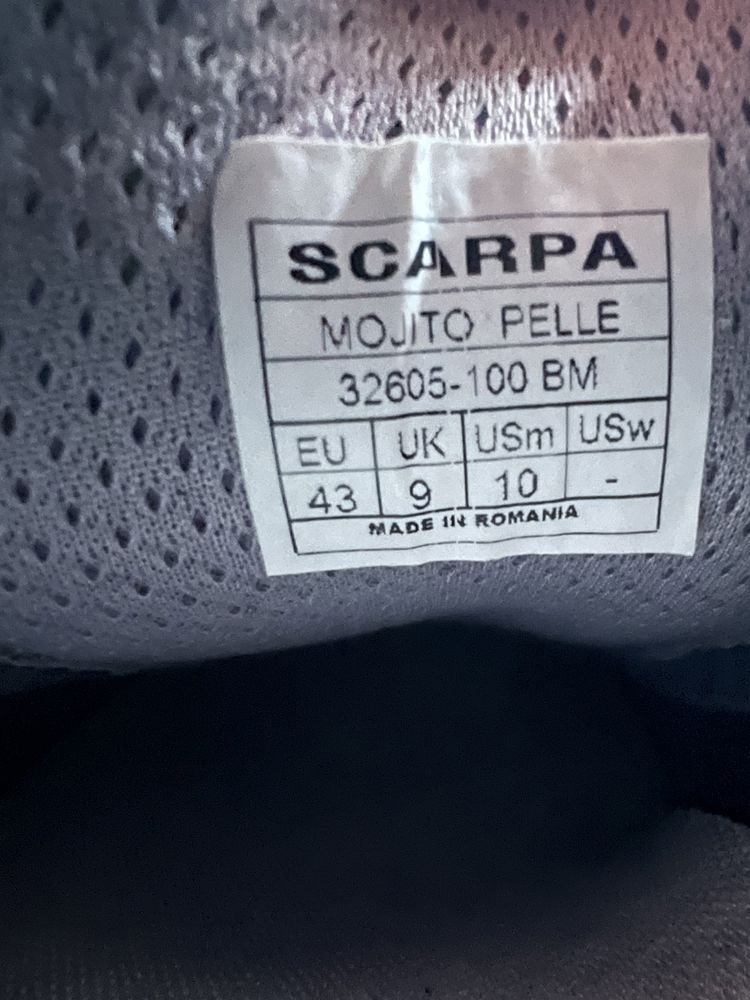 SCARPA
MOJITO PELLE
32605-100 BM
EU UK USm USw
43 9 10 -
MADE IN ROMANIA